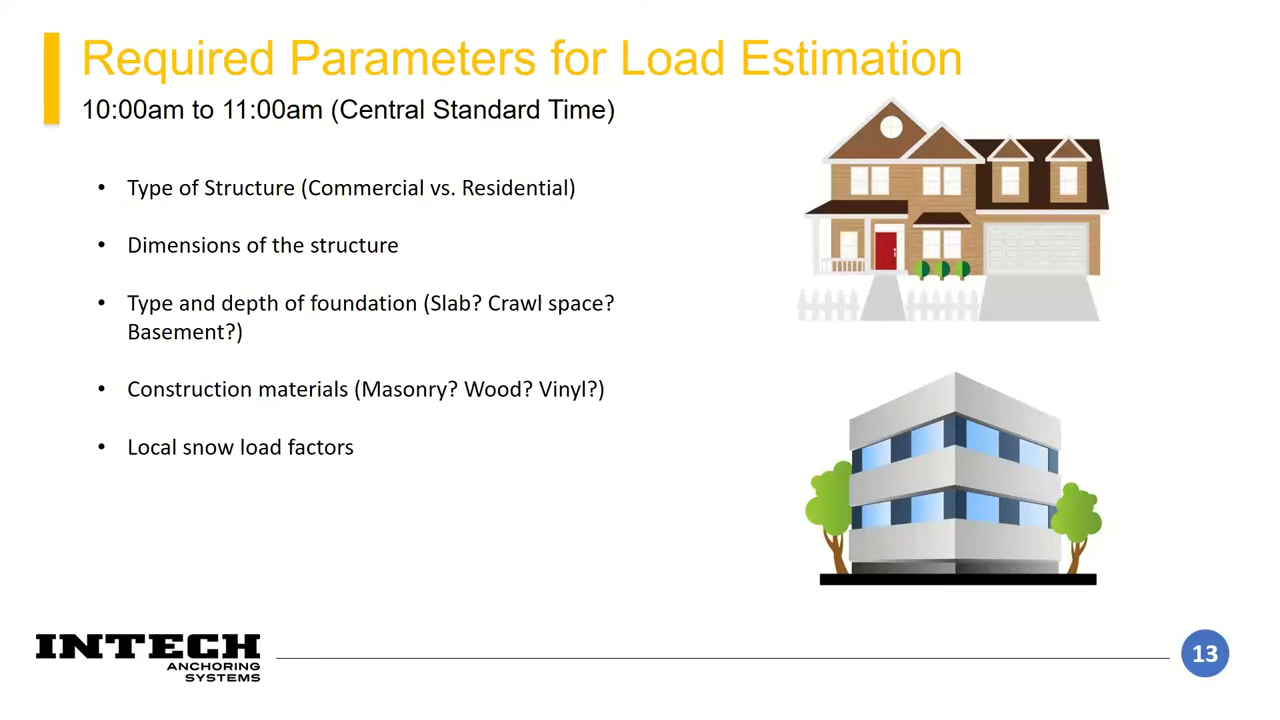 Required Parameters for Load Estimation
10:00am to 11:00am (Central Standard Time)
• Type of Structure (Commercial vs. Residential)
• Dimensions of the structure
• Type and depth of foundation (Slab? Crawl space?
Basement?)
• Construction materials (Masonry? Wood? Vinyl?)
• Local snow load factors
INTECH
ANCHORING
SYSTEMS
13